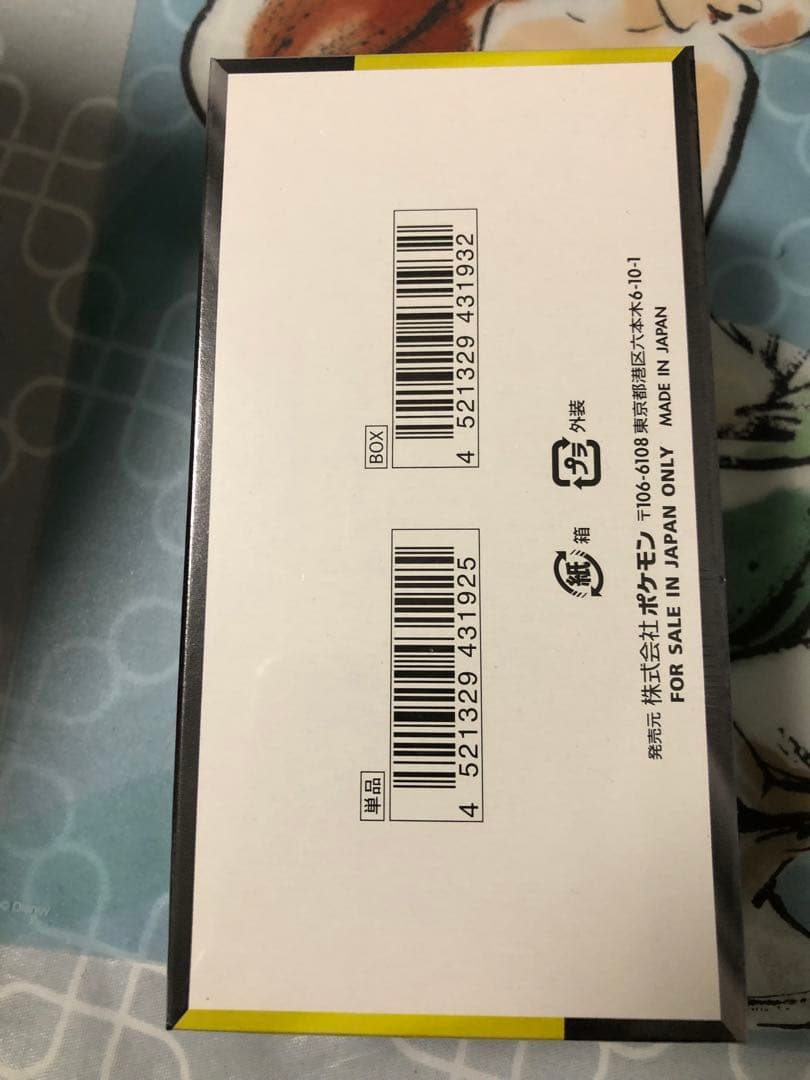 BOX
4 521329 431932
単品
4 521329 431925
プラ 外装
紙 箱
発売元 株式会社ポケモン 〒106-6108 東京都港区六本木6-10-1
FOR SALE IN JAPAN ONLY MADE IN JAPAN
© Disney